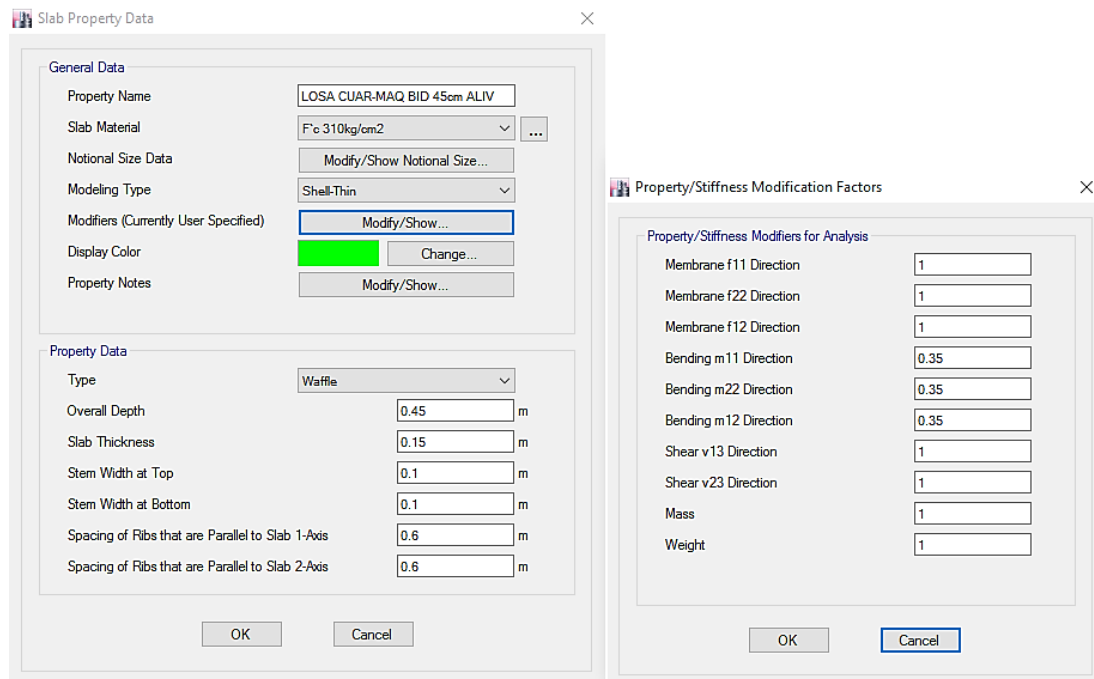 Slab Property Data
General Data
Property Name LOSA CUAR-MAQ BID 45cm ALIV
Slab Material F`c 310kg/cm2 ...
Notional Size Data Modify/Show Notional Size...
Modeling Type Shell-Thin
Modifiers (Currently User Specified) Modify/Show...
Display Color Change...
Property Notes Modify/Show...
Property Data
Type Waffle
Overall Depth 0.45 m
Slab Thickness 0.15 m
Stem Width at Top 0.1 m
Stem Width at Bottom 0.1 m
Spacing of Ribs that are Parallel to Slab 1-Axis 0.6 m
Spacing of Ribs that are Parallel to Slab 2-Axis 0.6 m
OK Cancel
Property/Stiffness Modification Factors
Property/Stiffness Modifiers for Analysis
Membrane f11 Direction 1
Membrane f22 Direction 1
Membrane f12 Direction 1
Bending m11 Direction 0.35
Bending m22 Direction 0.35
Bending m12 Direction 0.35
Shear v13 Direction 1
Shear v23 Direction 1
Mass 1
Weight 1
OK Cancel